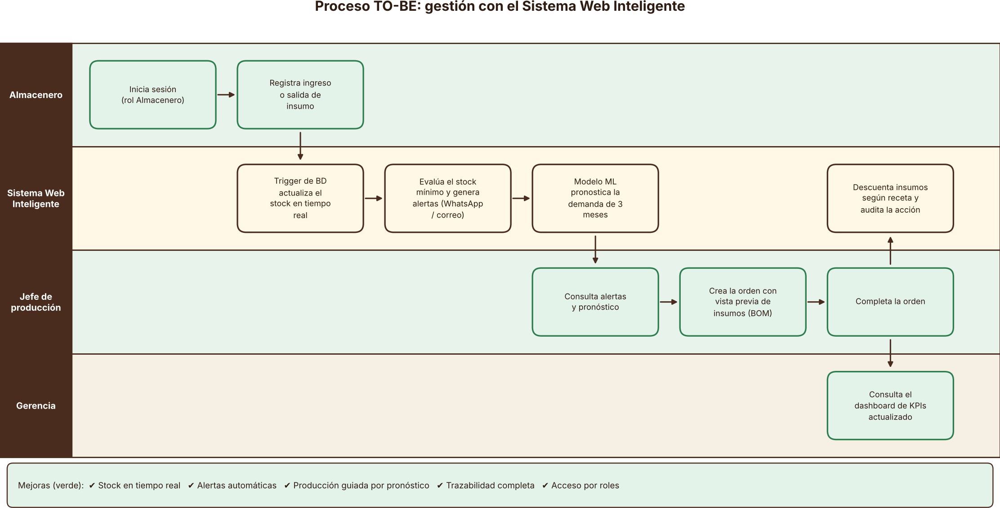 Proceso TO-BE: gestión con el Sistema Web Inteligente
Almacenero
Inicia sesión
(rol Almacenero)
Registra ingreso
o salida de
insumo
Sistema Web
Inteligente
Trigger de BD
actualiza el
stock en tiempo
real
Evalúa el stock
mínimo y genera
alertas (WhatsApp
/ correo)
Modelo ML
pronostica la
demanda de 3
meses
Descuenta insumos
según receta y
audita la acción
Jefe de
producción
Consulta alertas
y pronóstico
Crea la orden con
vista previa de
insumos (BOM)
Completa la orden
Gerencia
Consulta el
dashboard de KPIs
actualizado
Mejoras (verde): ✔ Stock en tiempo real ✔ Alertas automáticas ✔ Producción guiada por pronóstico ✔ Trazabilidad completa ✔ Acceso por roles